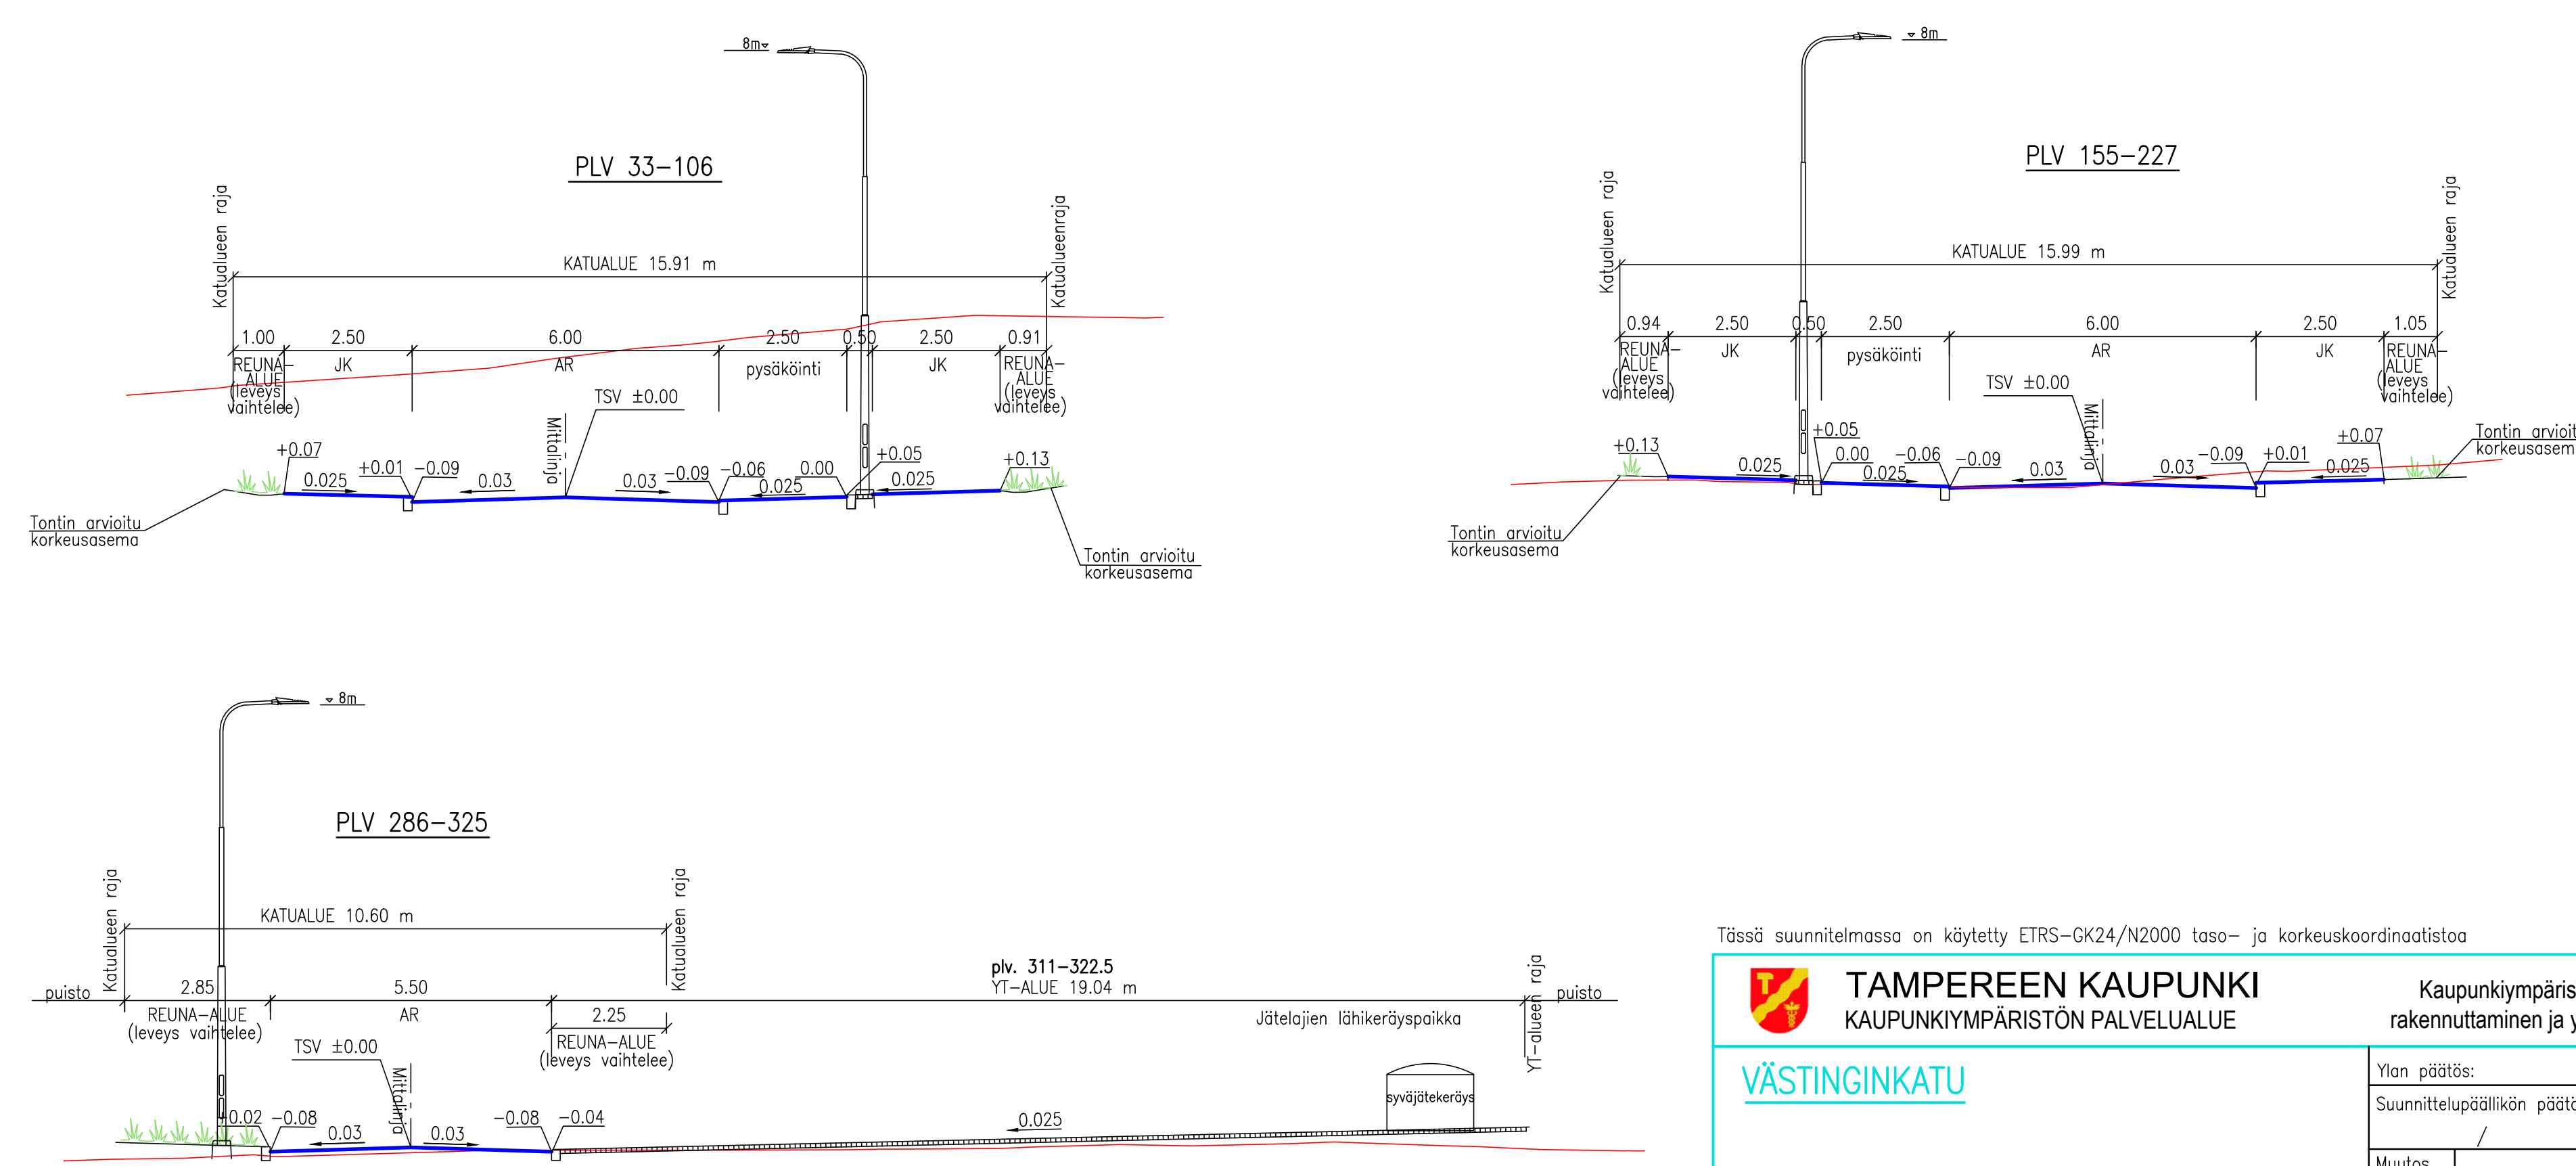 8m
PLV 33-106
Katualueen raja
Katualueenraja
KATUALUE 15.91 m
1.00 2.50 6.00 2.50 0.50 2.50 0.91
REUNA-
ALUE
(leveys
vaihtelee)
JK
AR
pysäköinti
JK
REUNA-
ALUE
(leveys
vaihtelee)
TSV ±0.00
Mittalinja
+0.07 +0.01 -0.09 -0.09 -0.06 0.00 +0.05 +0.13
0.025 0.03 0.03 0.025 0.025
Tontin arvioitu
korkeusasema
Tontin arvioitu
korkeusasema
8m
PLV 155-227
Katualueen raja
Katualueen raja
KATUALUE 15.99 m
0.94 2.50 0.50 2.50 6.00 2.50 1.05
REUNA-
ALUE
(leveys
vaihtelee)
JK
pysäköinti
AR
JK
REUNA-
ALUE
(leveys
vaihtelee)
TSV ±0.00
Mittalinja
+0.13 +0.05 0.00 -0.06 -0.09 -0.09 +0.01 +0.07
0.025 0.025 0.03 0.03 0.025
Tontin arvioitu
korkeusasema
Tontin arvioit
korkeusasem
8m
PLV 286-325
Katualueen raja
Katualueen raja
KATUALUE 10.60 m
puisto
2.85 5.50
REUNA-ALUE
(leveys vaihtelee)
AR
2.25
REUNA-ALUE
(leveys vaihtelee)
plv. 311-322.5
YT-ALUE 19.04 m
Jätelajien lähikeräyspaikka
YT-alueen raja
puisto
TSV ±0.00
Mittalinja
+0.02 -0.08 -0.08 -0.04
0.03 0.03 0.025
syväjätekeräys
Tässä suunnitelmassa on käytetty ETRS-GK24/N2000 taso- ja korkeuskoordinaatistoa
TAMPEREEN KAUPUNKI
KAUPUNKIYMPÄRISTÖN PALVELUALUE
Kaupunkiympäris
rakennuttaminen ja y
VÄSTINGINKATU
Ylan päätös:
Suunnittelupäällikön päätö
/
Muutos